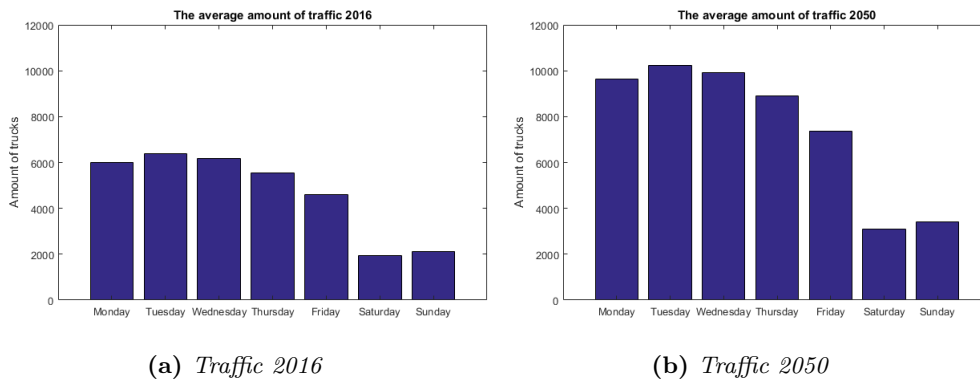 The average amount of traffic 2016
12000
10000
8000
6000
4000
2000
0
Amount of trucks
Monday Tuesday Wednesday Thursday Friday Saturday Sunday
(a) Traffic 2016
The average amount of traffic 2050
12000
10000
8000
6000
4000
2000
0
Amount of trucks
Monday Tuesday Wednesday Thursday Friday Saturday Sunday
(b) Traffic 2050